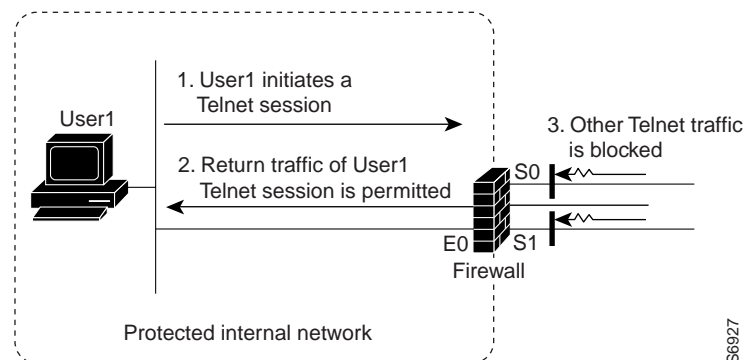 1. User1 initiates a
Telnet session
User1
3. Other Telnet traffic
is blocked
2. Return traffic of User1
Telnet session is permitted
S0
E0
S1
Firewall
Protected internal network
S6927